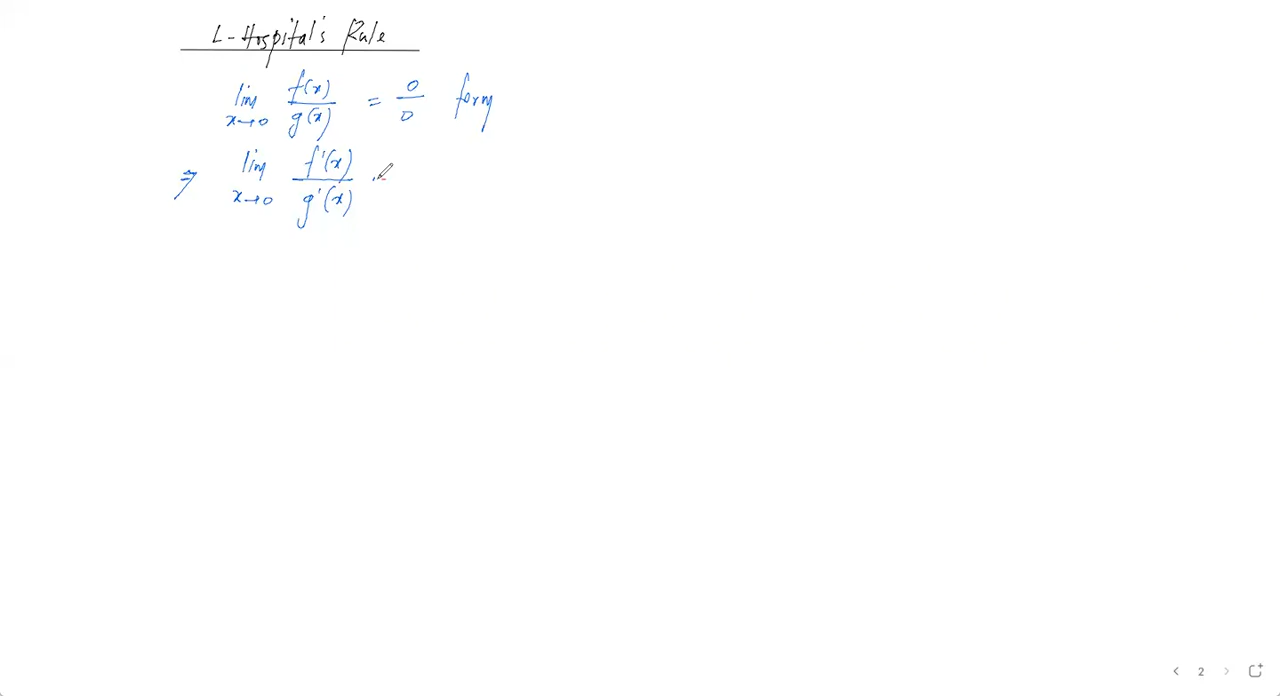 L-Hospital's Rule
lim x→0 f(x)/g(x) = 0/0 form
⇒ lim x→0 f'(x)/g'(x)
2